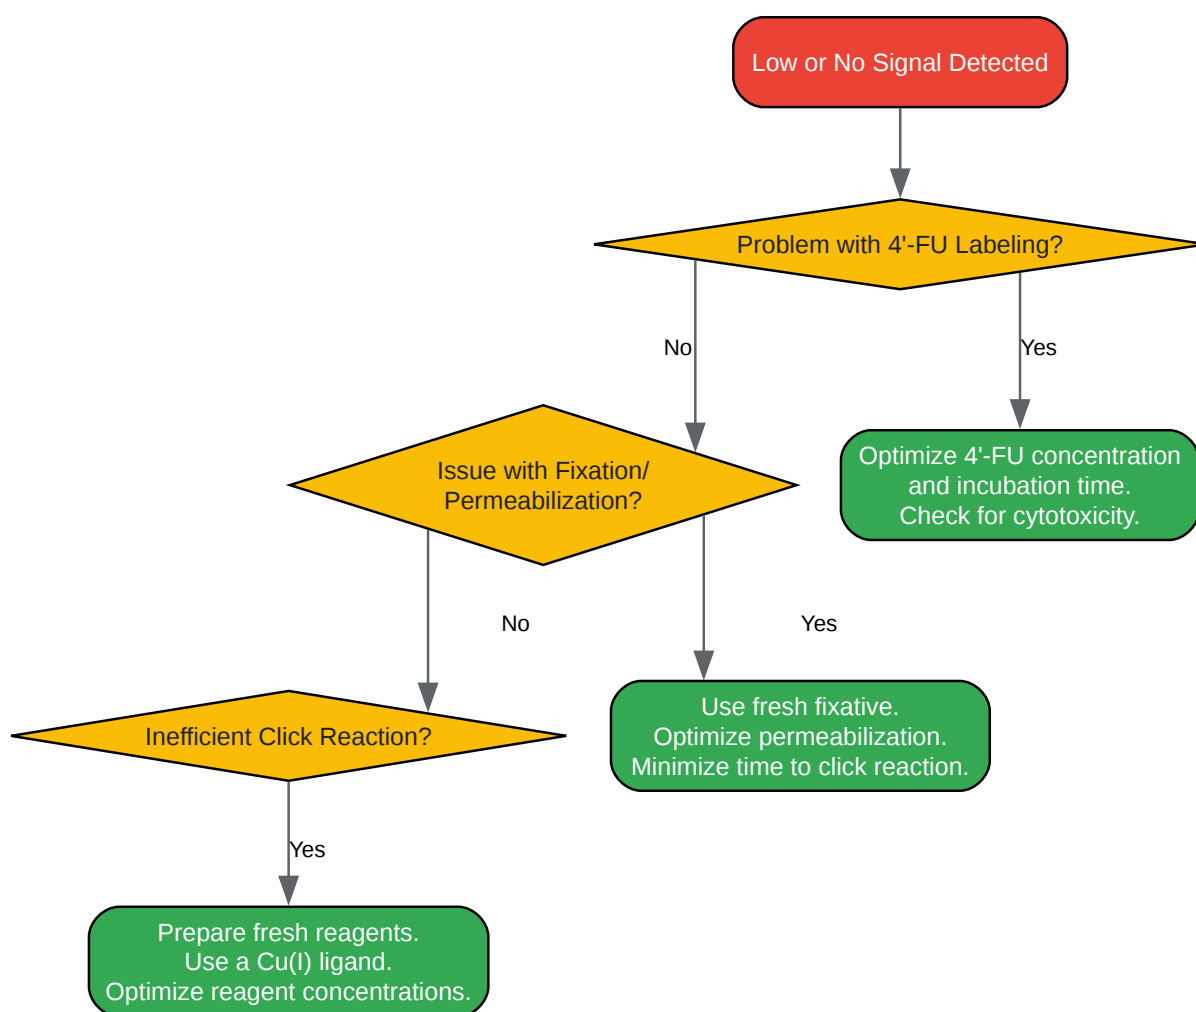 Low or No Signal Detected
Problem with 4'-FU Labeling?
No
Yes
Issue with Fixation/
Permeabilization?
Optimize 4'-FU concentration
and incubation time.
Check for cytotoxicity.
No
Yes
Inefficient Click Reaction?
Use fresh fixative.
Optimize permeabilization.
Minimize time to click reaction.
Yes
Prepare fresh reagents.
Use a Cu(I) ligand.
Optimize reagent concentrations.